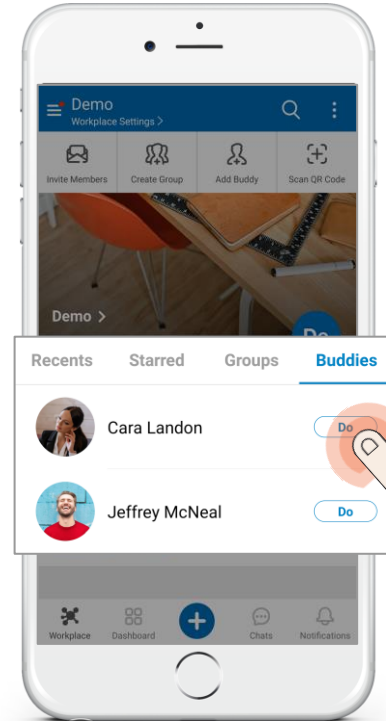 Demo
Workplace Settings >
Invite Members Create Group Add Buddy Scan QR Code
Demo >
Do
Recents Starred Groups Buddies
Cara Landon Do
Jeffrey McNeal Do
Workplace Dashboard Chats Notifications